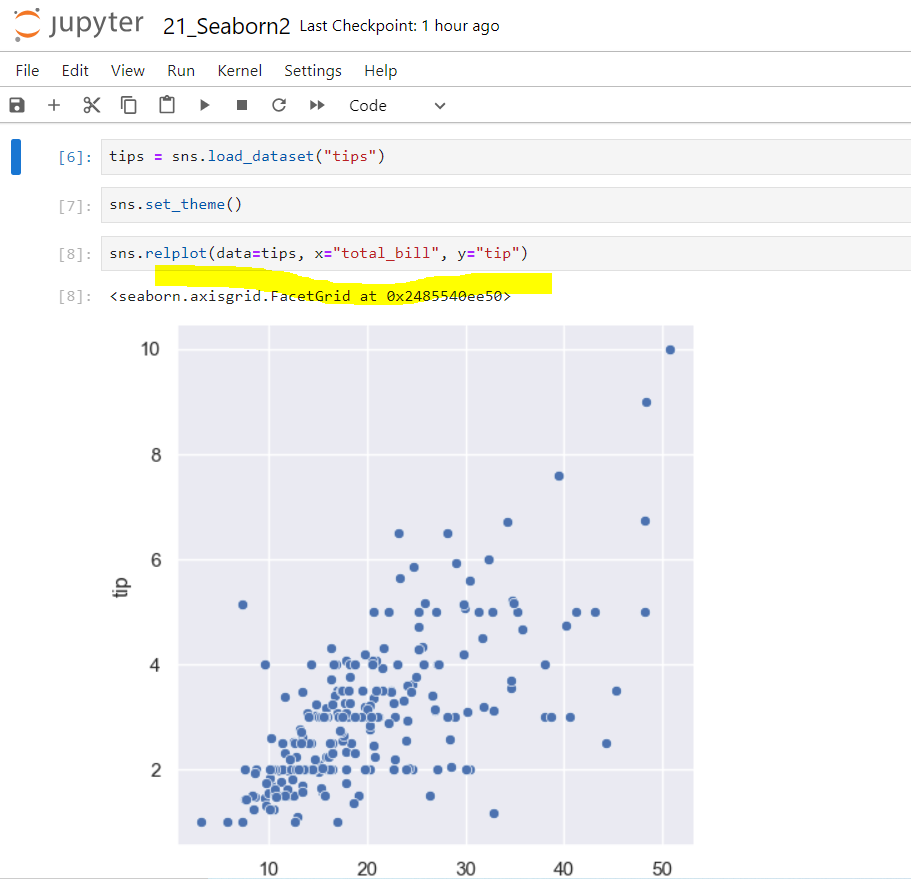 jupyter 21_Seaborn2 Last Checkpoint: 1 hour ago
File Edit View Run Kernel Settings Help
Code
[6]: tips = sns.load_dataset("tips")
[7]: sns.set_theme()
[8]: sns.relplot(data=tips, x="total_bill", y="tip")
[8]: <seaborn.axisgrid.FacetGrid at 0x2485540ee50>
10
8
6
tip
4
2
10 20 30 40 50